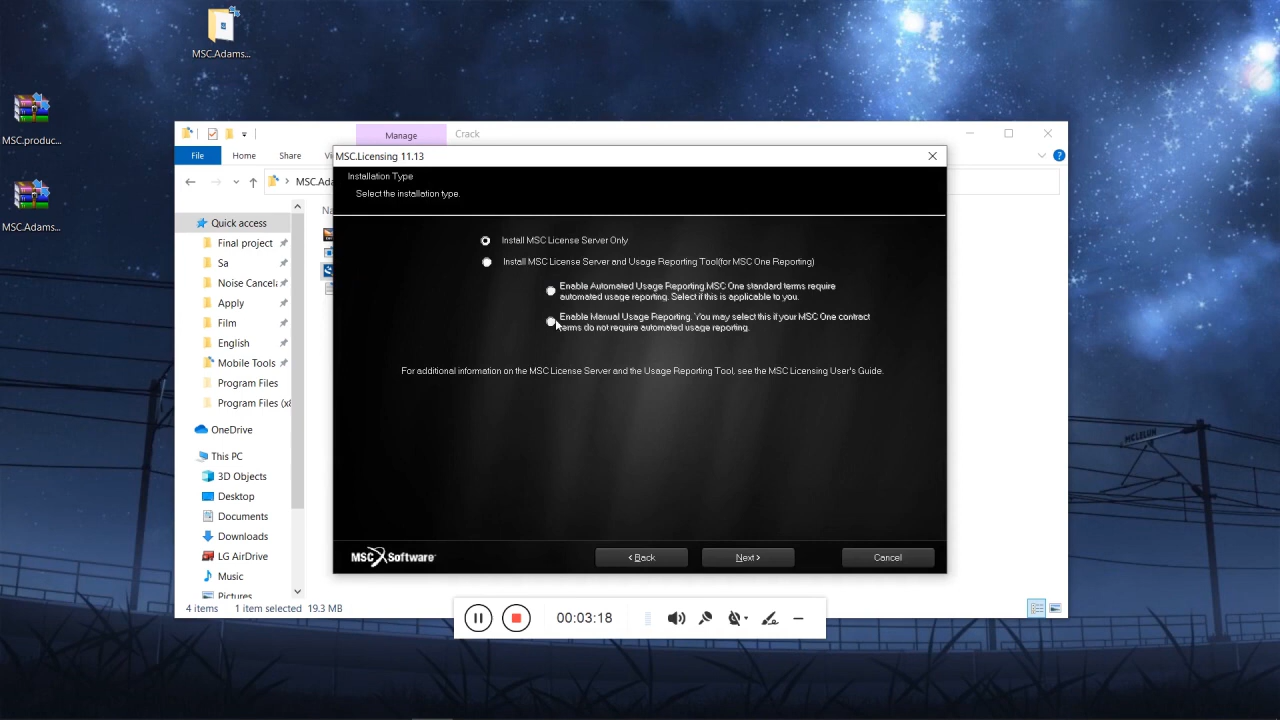 MSC.Adams...
MSC.produc...
MSC.Adams...
Manage
Crack
File
Home
Share
MSC.Licensing 11.13
Installation Type
Select the installation type.
Install MSC License Server Only
Install MSC License Server and Usage Reporting Tool(for MSC One Reporting)
Enable Automated Usage Reporting.MSC One standard terms require
automated usage reporting. Select if this is applicable to you.
Enable Manual Usage Reporting. You may select this if your MSC One contract
terms do not require automated usage reporting.
For additional information on the MSC License Server and the Usage Reporting Tool, see the MSC Licensing User's Guide.
MSC Software
< Back
Next >
Cancel
Quick access
Final project
Sa
Noise Cancela
Apply
Film
English
Mobile Tools
Program Files
Program Files (x8
OneDrive
This PC
3D Objects
Desktop
Documents
Downloads
LG AirDrive
Music
Pictures
4 items
1 item selected 19.3 MB
00:03:18